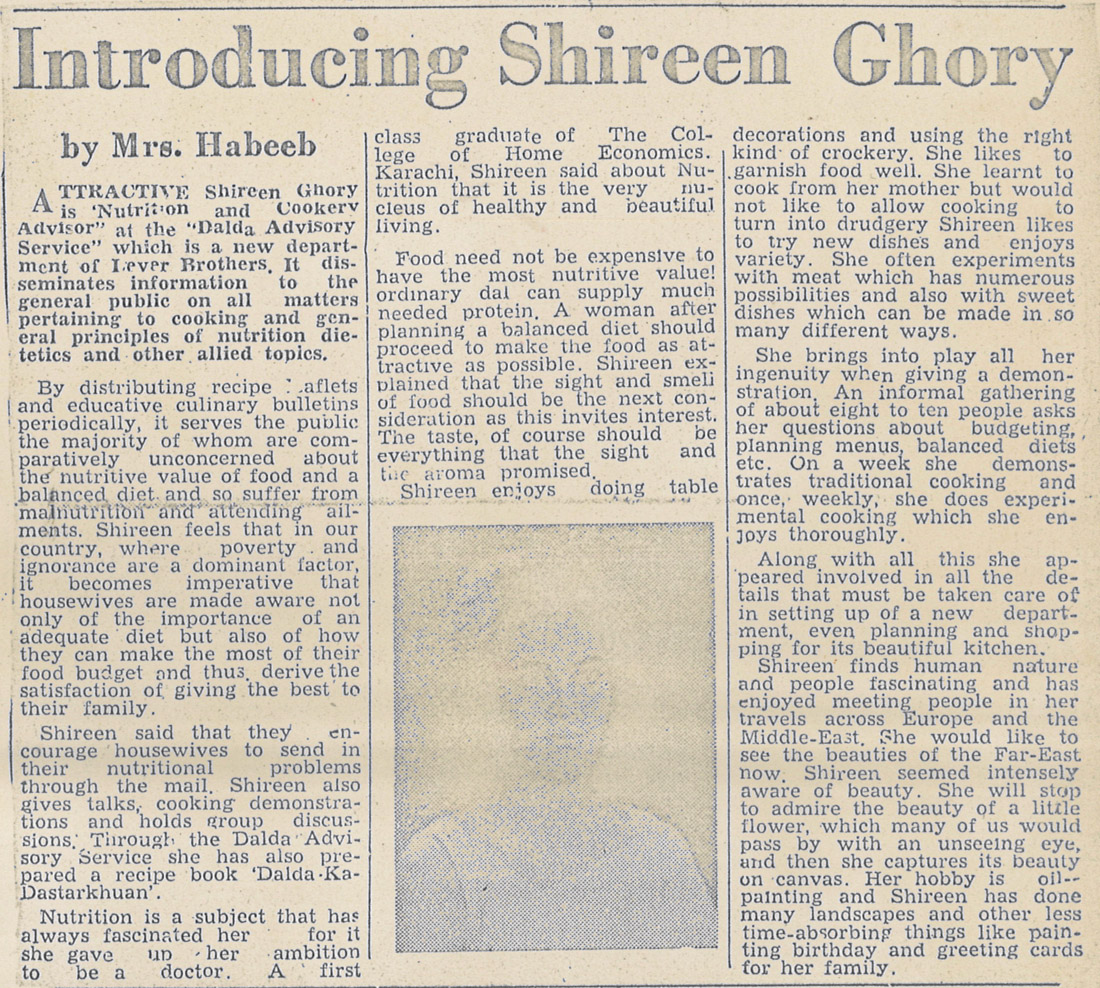 Introducing Shireen Ghory
by Mrs. Habeeb
ATTRACTIVE Shireen Ghory
is 'Nutrition and Cookery
Advisor" at the "Dalda Advisory
Service" which is a new depart-
ment of Lever Brothers. It dis-
seminates information to the
general public on all matters
pertaining to cooking and gen-
eral principles of nutrition die-
tetics and other allied topics.
By distributing recipe leaflets
and educative culinary bulletins
periodically, it serves the public
the majority of whom are com-
paratively unconcerned about
the nutritive value of food and a
balanced diet and so suffer from
malnutrition and attending ail-
ments. Shireen feels that in our
country, where poverty and
ignorance are a dominant factor,
it becomes imperative that
housewives are made aware not
only of the importance of an
adequate diet but also of how
they can make the most of their
food budget and thus, derive the
satisfaction of giving the best to
their family.
Shireen said that they en-
courage housewives to send in
their nutritional problems
through the mail. Shireen also
gives talks, cooking demonstra-
tions and holds group discus-
sions. Through the Dalda Advi-
sory Service she has also pre-
pared a recipe book 'Dalda-Ka-
Dastarkhuan'.
Nutrition is a subject that has
always fascinated her for it
she gave up her ambition
to be a doctor. A first
class graduate of The Col-
lege of Home Economics.
Karachi, Shireen said about Nu-
trition that it is the very nu-
cleus of healthy and beautiful
living.
Food need not be expensive to
have the most nutritive value!
ordinary dal can supply much
needed protein. A woman after
planning a balanced diet should
proceed to make the food as at-
tractive as possible. Shireen ex-
plained that the sight and smell
of food should be the next con-
sideration as this invites interest.
The taste, of course should be
everything that the sight and
the aroma promised.
Shireen enjoys doing table
decorations and using the right
kind of crockery. She likes to
garnish food well. She learnt to
cook from her mother but would
not like to allow cooking to
turn into drudgery Shireen likes
to try new dishes and enjoys
variety. She often experiments
with meat which has numerous
possibilities and also with sweet
dishes which can be made in so
many different ways.
She brings into play all her
ingenuity when giving a demon-
stration. An informal gathering
of about eight to ten people asks
her questions about budgeting,
planning menus, balanced diets
etc. On a week she demons-
trates traditional cooking and
once, weekly, she does experi-
mental cooking which she en-
joys thoroughly.
Along with all this she ap-
peared involved in all the de-
tails that must be taken care of
in setting up of a new depart-
ment, even planning and shop-
ping for its beautiful kitchen.
Shireen finds human nature
and people fascinating and has
enjoyed meeting people in her
travels across Europe and the
Middle-East. She would like to
see the beauties of the Far-East
now. Shireen seemed intensely
aware of beauty. She will stop
to admire the beauty of a little
flower, which many of us would
pass by with an unseeing eye,
and then she captures its beauty
on canvas. Her hobby is oil--
painting and Shireen has done
many landscapes and other less
time-absorbing things like pain-
ting birthday and greeting cards
for her family.